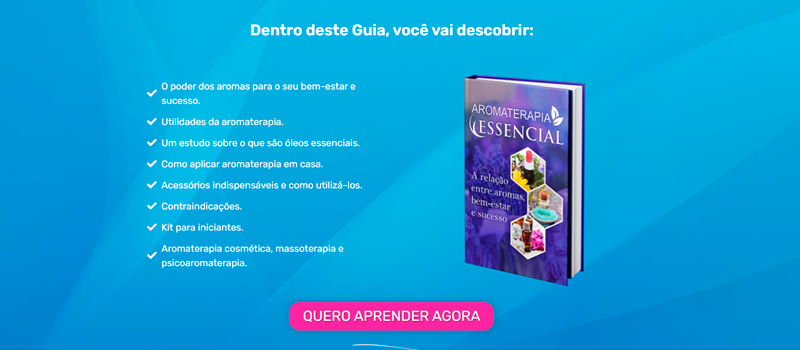 Dentro deste Guia, você vai descobrir:
O poder dos aromas para o seu bem-estar e
sucesso.
Utilidades da aromaterapia.
Um estudo sobre o que são óleos essenciais.
Como aplicar aromaterapia em casa.
Acessórios indispensáveis e como utilizá-los.
Contraindicações.
Kit para iniciantes.
Aromaterapia cosmética, massoterapia e
psicoaromaterapia.
AROMATERAPIA
ESSENCIAL
A relação
entre aromas,
bem-estar
e sucesso
QUERO APRENDER AGORA